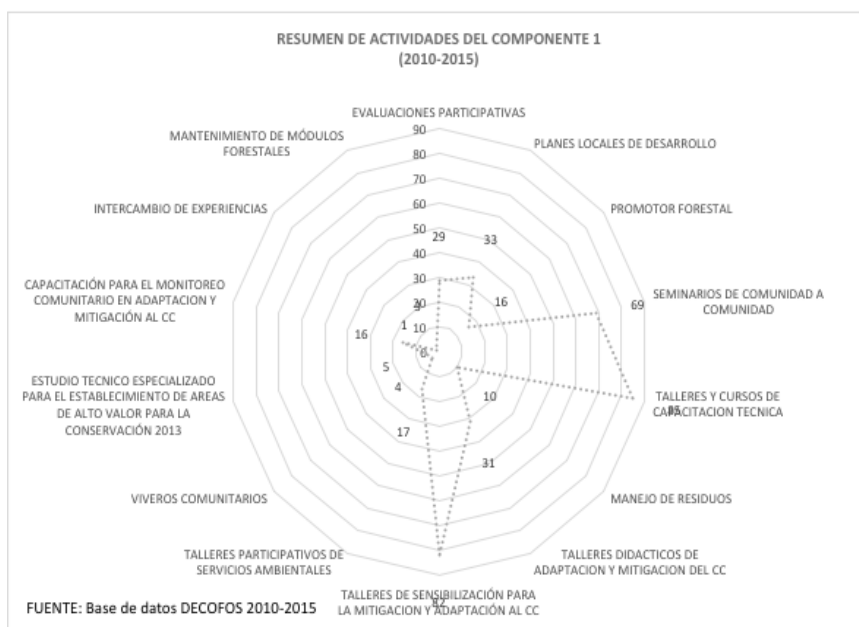 RESUMEN DE ACTIVIDADES DEL COMPONENTE 1
(2010-2015)
EVALUACIONES PARTICIPATIVAS
PLANES LOCALES DE DESARROLLO
PROMOTOR FORESTAL
SEMINARIOS DE COMUNIDAD A
COMUNIDAD
TALLERES Y CURSOS DE
CAPACITACION TECNICA
MANEJO DE RESIDUOS
TALLERES DIDACTICOS DE
ADAPTACION Y MITIGACION DEL CC
TALLERES DE SENSIBILIZACIÓN PARA
LA MITIGACION Y ADAPTACIÓN AL CC
TALLERES PARTICIPATIVOS DE
SERVICIOS AMBIENTALES
VIVEROS COMUNITARIOS
ESTUDIO TECNICO ESPECIALIZADO
PARA EL ESTABLECIMIENTO DE AREAS
DE ALTO VALOR PARA LA
CONSERVACIÓN 2013
CAPACITACIÓN PARA EL MONITOREO
COMUNITARIO EN ADAPTACION Y
MITIGACIÓN AL CC
INTERCAMBIO DE EXPERIENCIAS
MANTENIMIENTO DE MÓDULOS
FORESTALES
90
80
70
60
50
40
30
20
10
0
29
33
16
69
10
31
82
17
4
5
16
1
FUENTE: Base de datos DECOFOS 2010-2015